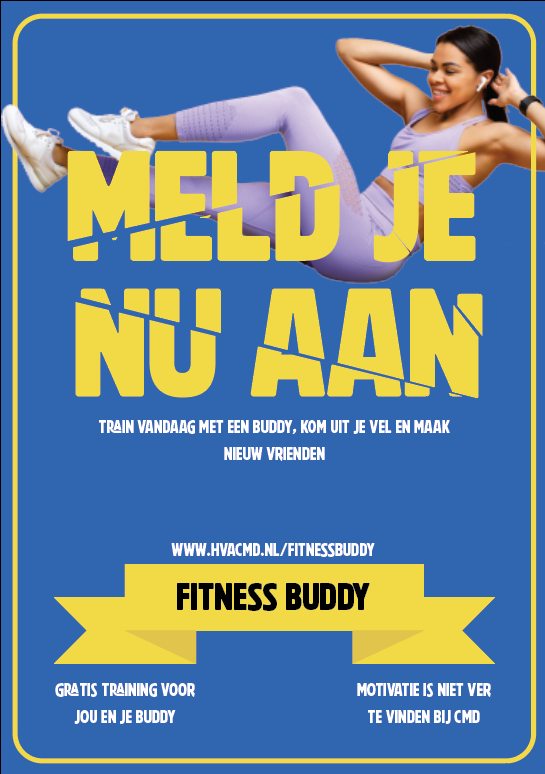 MELD JE
NU AAN
TRAIN VANDAAG MET EEN BUDDY, KOM UIT JE VEL EN MAAK
NIEUW VRIENDEN
WWW.HVACMD.NL/FITNESSBUDDY
FITNESS BUDDY
GRATIS TRAINING VOOR
JOU EN JE BUDDY
MOTIVATIE IS NIET VER
TE VINDEN BIJ CMD